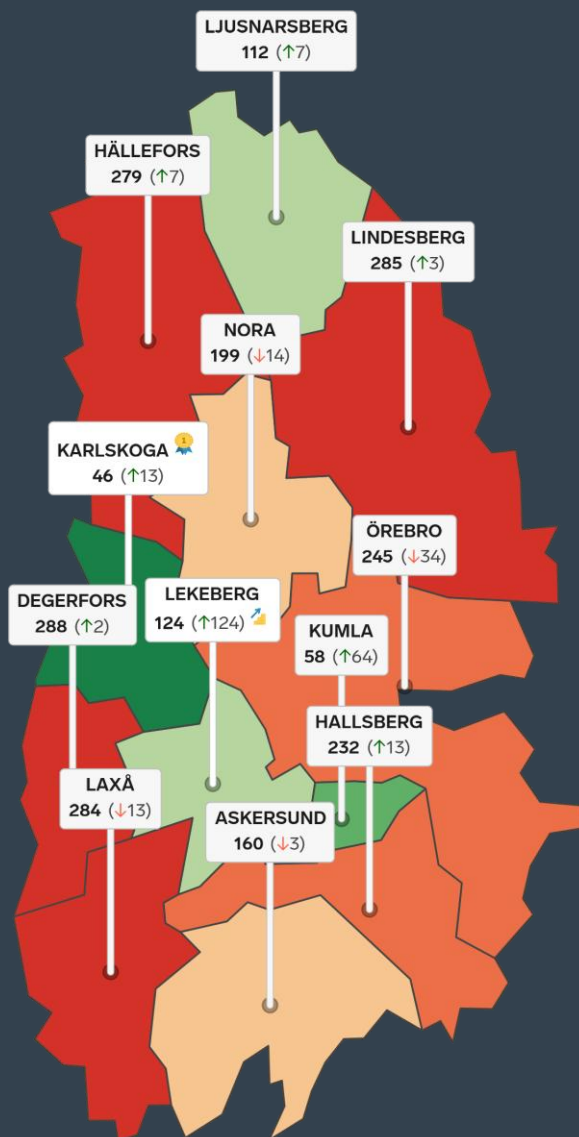 LJUSNARSBERG
112 (↑7)
HÄLLEFORS
279 (↑7)
LINDESBERG
285 (↑3)
NORA
199 (↓14)
KARLSKOGA
46 (↑13)
ÖREBRO
245 (↓34)
DEGERFORS
288 (↑2)
LEKEBERG
124 (↑124)
KUMLA
58 (↑64)
HALLSBERG
232 (↑13)
LAXÅ
284 (↓13)
ASKERSUND
160 (↓3)